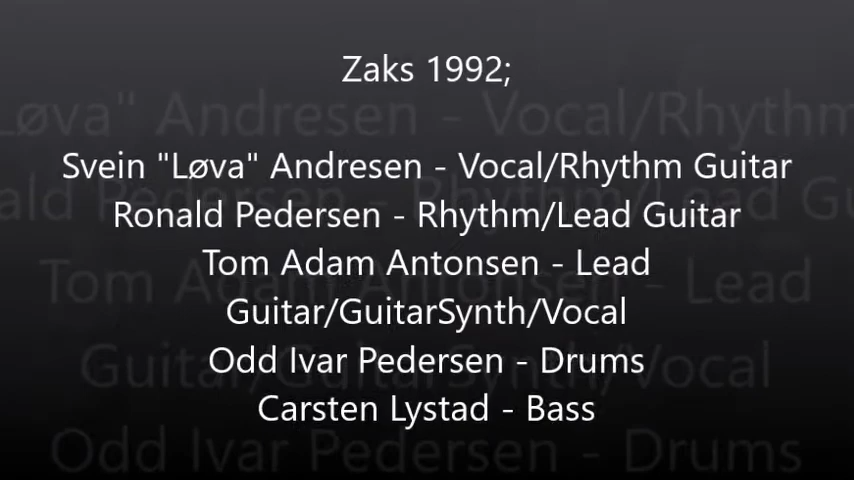 Zaks 1992;
Svein "Løva" Andresen - Vocal/Rhythm Guitar
Ronald Pedersen - Rhythm/Lead Guitar
Tom Adam Antonsen - Lead
Guitar/GuitarSynth/Vocal
Odd Ivar Pedersen - Drums
Carsten Lystad - Bass